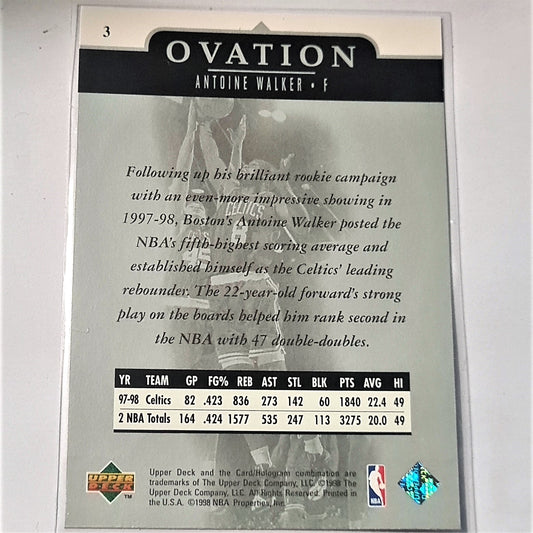 3
OVATION
ANTOINE WALKER • F
Following up his brilliant rookie campaign
with an even-more impressive showing in
1997-98, Boston's Antoine Walker posted the
NBA's fifth-highest scoring average and
established himself as the Celtics' leading
rebounder. The 22-year-old forward's strong
play on the boards helped him rank second in
the NBA with 47 double-doubles.
YR TEAM GP FG% REB AST STL BLK PTS AVG HI
97-98 Celtics 82 .423 836 273 142 60 1840 22.4 49
2 NBA Totals 164 .424 1577 535 247 113 3275 20.0 49
Upper Deck and the Card/Hologram combination are
trademarks of The Upper Deck Company, LLC. ©1998 The
Upper Deck Company, LLC. All Rights Reserved. Printed in
the U.S.A. ©1998 NBA Properties, Inc.
UPPER
DECK
TM
NBA
CELTICS
8